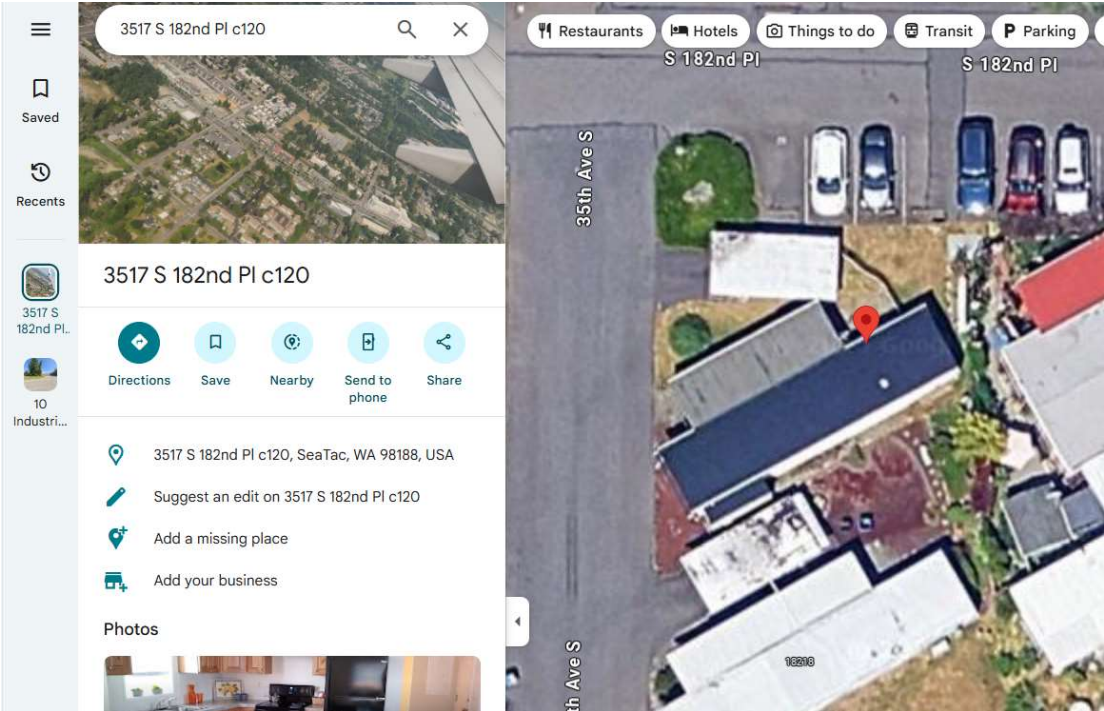 3517 S 182nd Pl c120
Restaurants
Hotels
Things to do
Transit
Parking
S 182nd Pl
S 182nd Pl
Saved
Recents
35th Ave S
3517 S 182nd Pl c120
3517 S
182nd Pl..
10
Industri...
Directions
Save
Nearby
Send to
phone
Share
3517 S 182nd Pl c120, SeaTac, WA 98188, USA
Suggest an edit on 3517 S 182nd Pl c120
Add a missing place
Add your business
Photos
18218
th Ave S